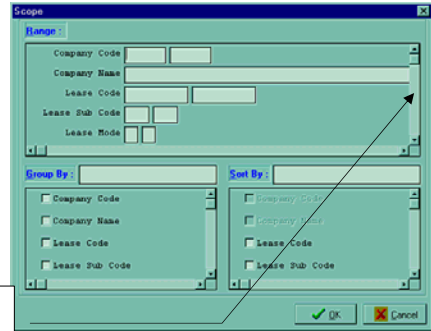 Scope
Range :
Company Code
Company Name
Lease Code
Lease Sub Code
Lease Mode
Group By :
Sort By :
Company Code
Company Name
Lease Code
Lease Sub Code
Company Code
Company Name
Lease Code
Lease Sub Code
OK
Cancel